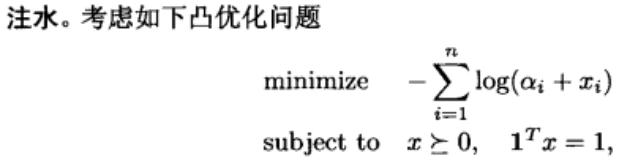 注水。考虑如下凸优化问题
minimize −∑_{i=1}^{n} log(α_i + x_i)
subject to x ⪰ 0, 1^T x = 1,